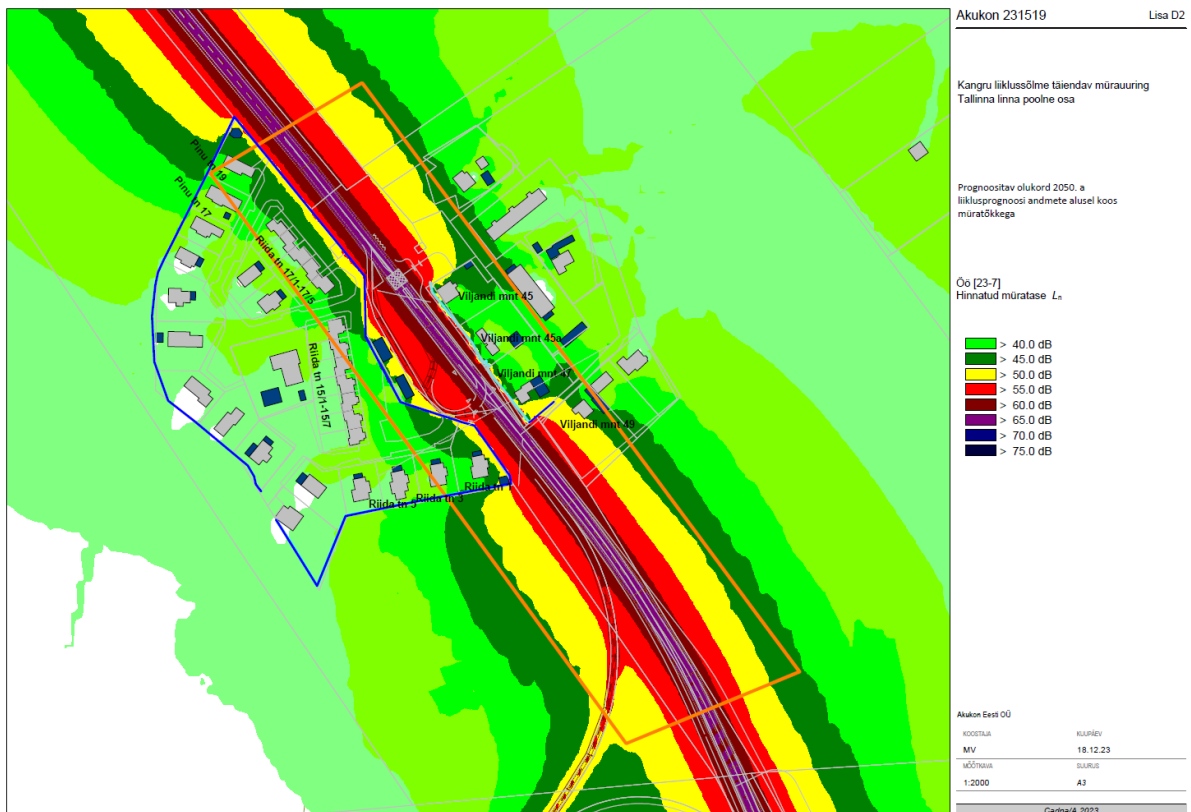 Akukon 231519
Lisa D2
Kangru liiklussõlme täiendav mürauuring
Tallinna linna poolne osa
Prognoositav olukord 2050. a
liiklusprognoosi andmete alusel koos
müratõkkega
Öö [23-7]
Hinnatud müratase Ln
> 40.0 dB
> 45.0 dB
> 50.0 dB
> 55.0 dB
> 60.0 dB
> 65.0 dB
> 70.0 dB
> 75.0 dB
Pinu tn 19
Pinu tn 17
Riida tn 17/1-17/5
Riida tn 15/1-15/7
Viljandi mnt 45
Viljandi mnt 45a
Viljandi mnt 47
Viljandi mnt 49
Riida tn 5
Riida tn 3
Riida tn
Akukon Eesti OÜ
KOOSTAJA
KUUPÄEV
MV
18.12.23
MÕÕTKAVA
SUURUS
1:2000
A3
CadnaA 2023